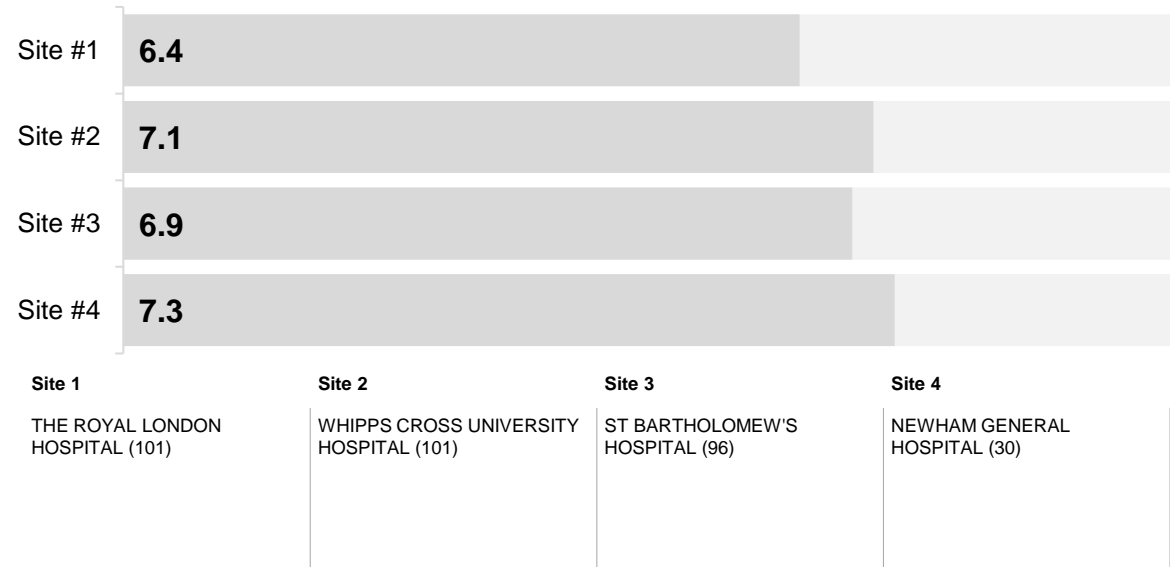 Site #1 6.4
Site #2 7.1
Site #3 6.9
Site #4 7.3
Site 1 Site 2 Site 3 Site 4
THE ROYAL LONDON
HOSPITAL (101)
WHIPPS CROSS UNIVERSITY
HOSPITAL (101)
ST BARTHOLOMEW'S
HOSPITAL (96)
NEWHAM GENERAL
HOSPITAL (30)